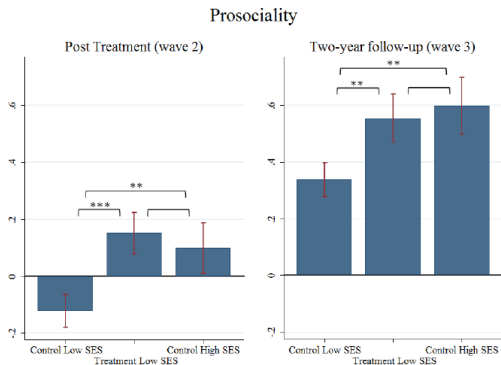 Prosociality
Post Treatment (wave 2)
.6
.4
.2
0
-.2
**
***
Control Low SES
Treatment Low SES
Control High SES
Two-year follow-up (wave 3)
.6
.4
.2
0
-.2
**
**
Control Low SES
Treatment Low SES
Control High SES